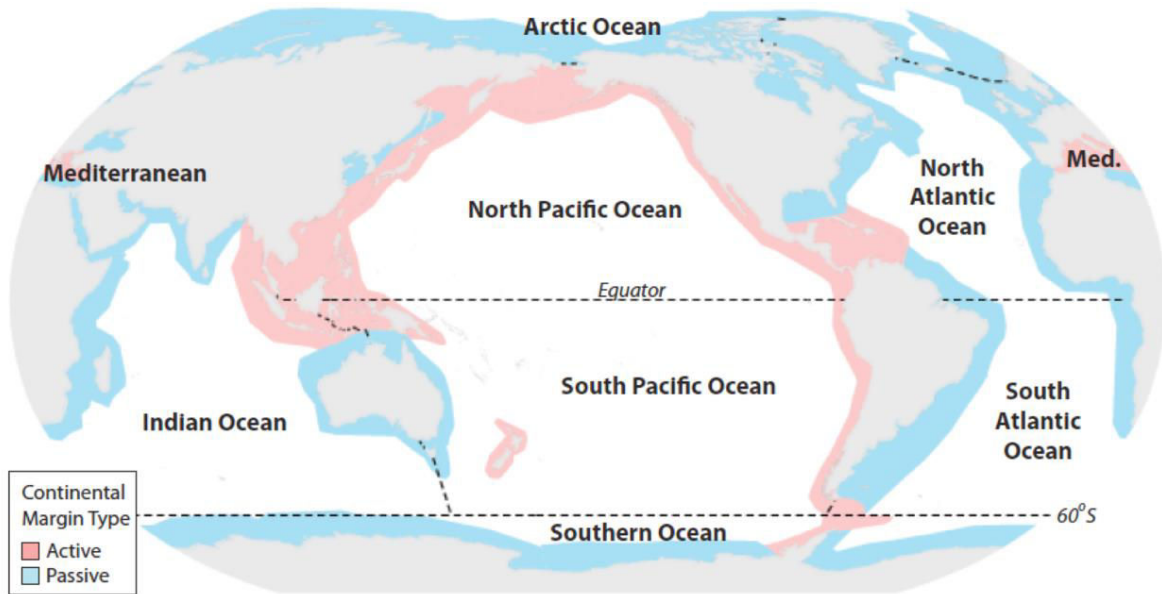 Arctic Ocean
Mediterranean
North Pacific Ocean
North
Atlantic
Ocean
Med.
Equator
South Pacific Ocean
Indian Ocean
South
Atlantic
Ocean
Continental
Margin Type
Active
Passive
Southern Ocean
60°S